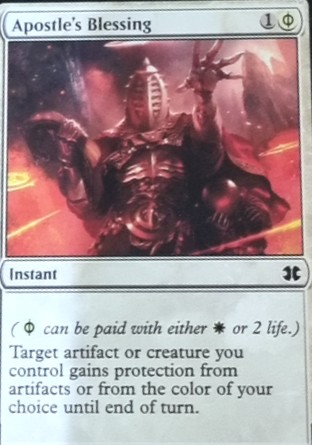 Apostle's Blessing 1
Instant
( can be paid with either or 2 life.)
Target artifact or creature you
control gains protection from
artifacts or from the color of your
choice until end of turn.